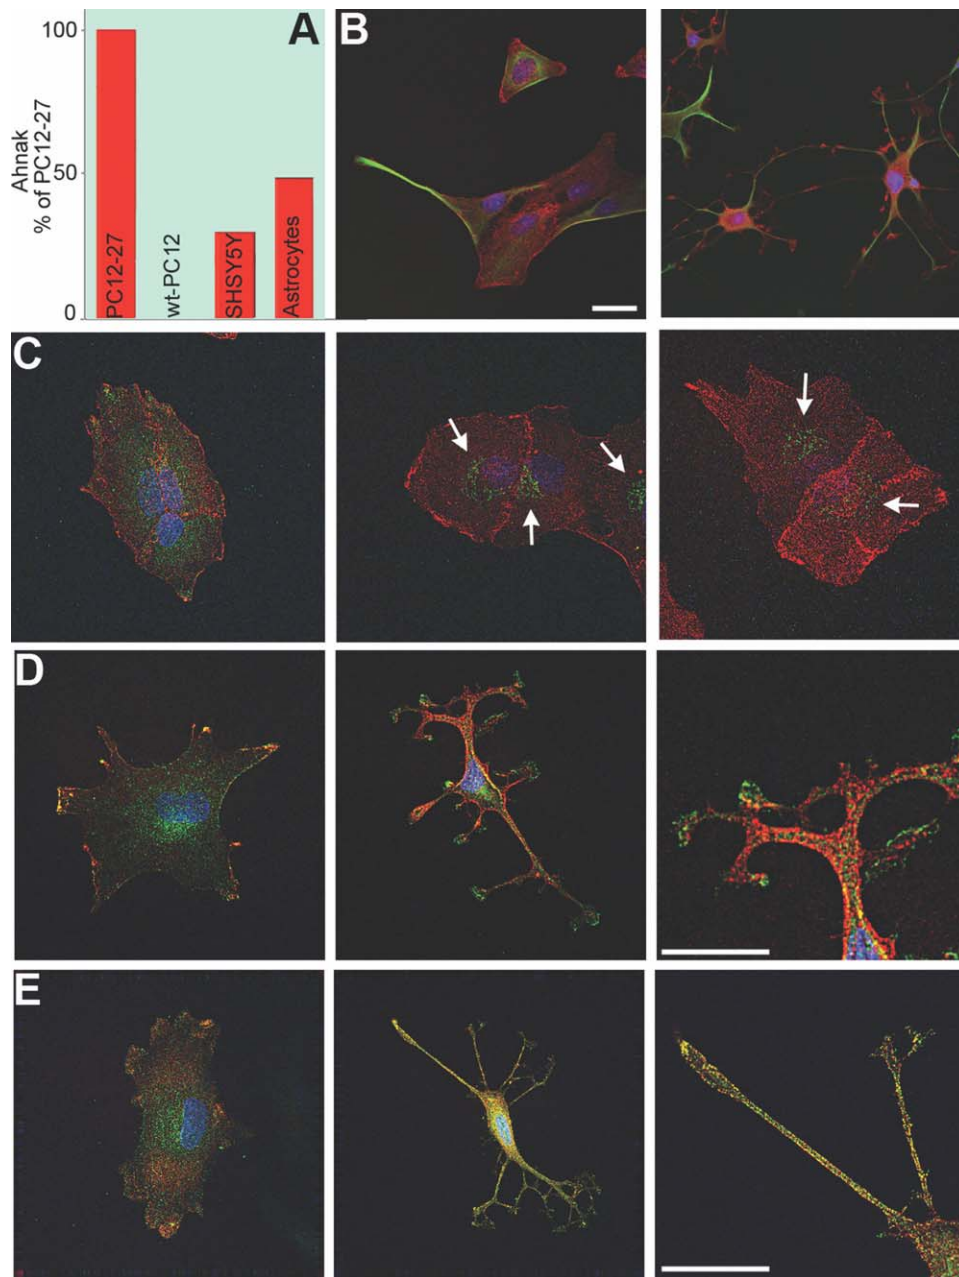 100
A
B
Ahnak
% of PC12-27
50
PC12-27
wt-PC12
SHSY5Y
Astrocytes
0
C
D
E